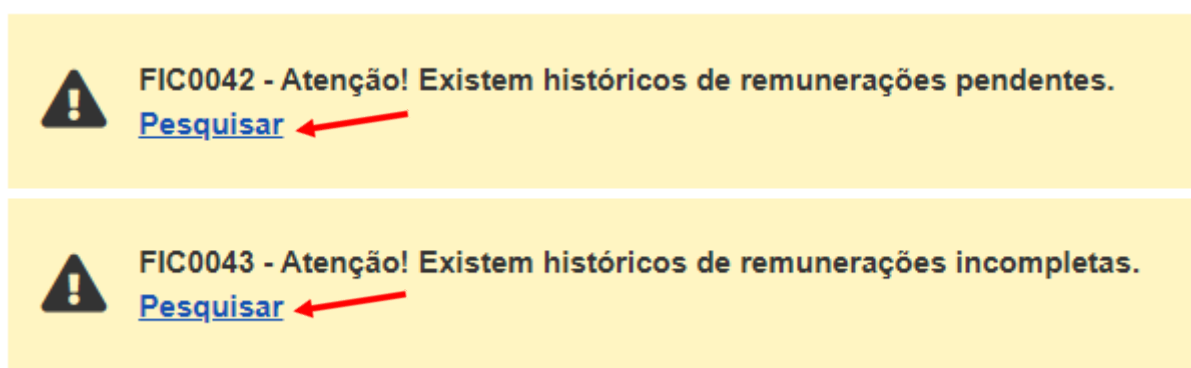 FIC0042 - Atenção! Existem históricos de remunerações pendentes.
Pesquisar
FIC0043 - Atenção! Existem históricos de remunerações incompletas.
Pesquisar